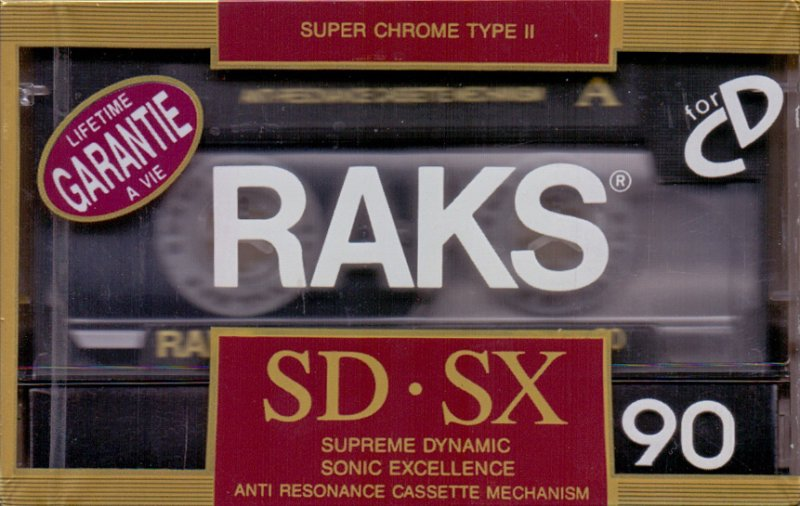 SUPER CHROME TYPE II
LIFETIME
GARANTIE
A VIE
A
for
CD
RAKS®
RA
SD · SX
90
SUPREME DYNAMIC
SONIC EXCELLENCE
ANTI RESONANCE CASSETTE MECHANISM